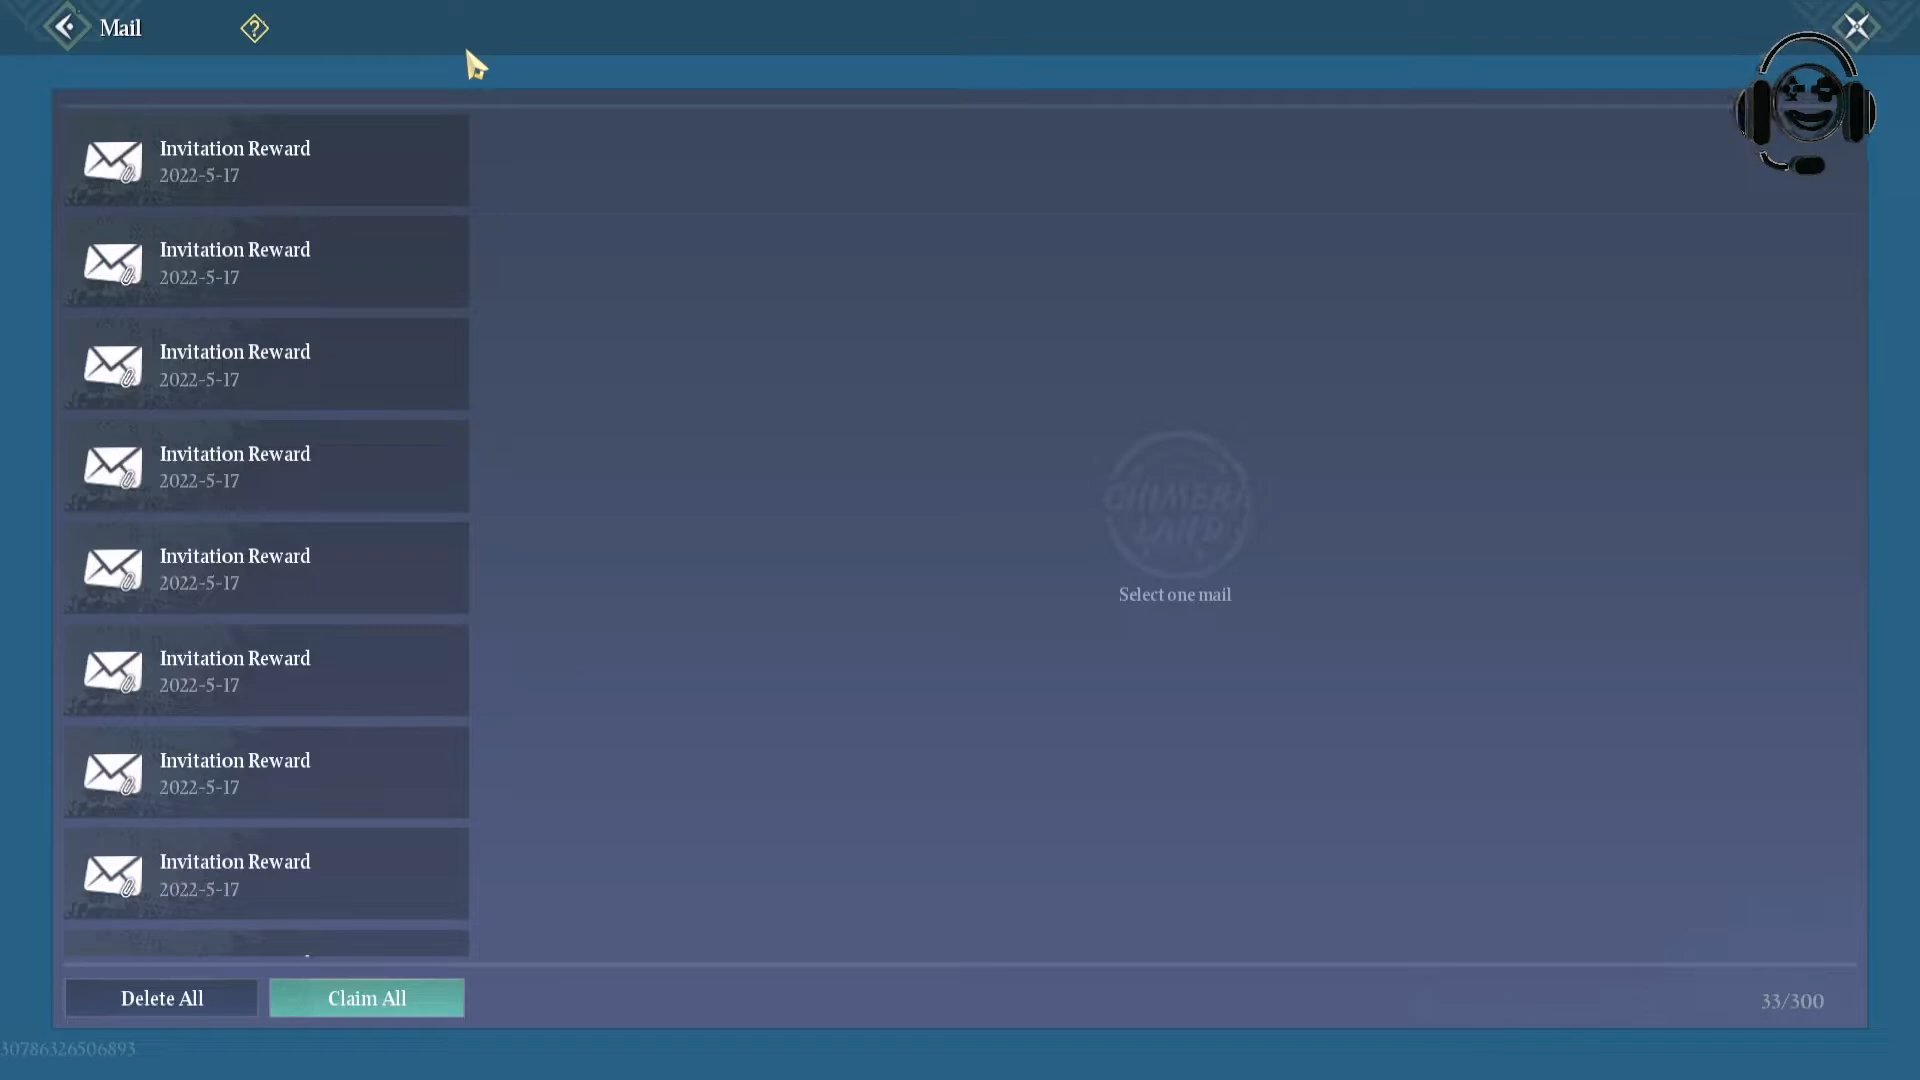 Mail
?
Invitation Reward
2022-5-17
Invitation Reward
2022-5-17
Invitation Reward
2022-5-17
Invitation Reward
2022-5-17
Invitation Reward
2022-5-17
Invitation Reward
2022-5-17
Invitation Reward
2022-5-17
Invitation Reward
2022-5-17
CHIMERA
LAND
Select one mail
Delete All
Claim All
33/300
30786326506893